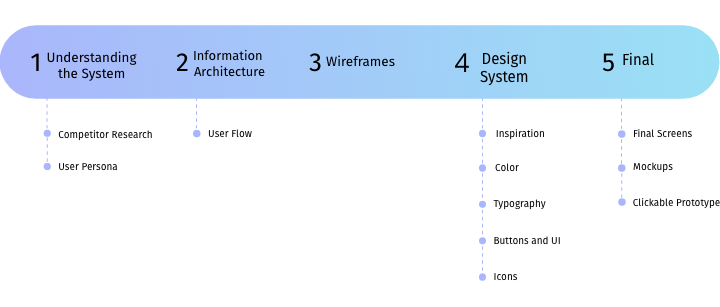 1 Understanding
the System
2 Information
Architecture
3 Wireframes
4 Design
System
5 Final
Competitor Research
User Persona
User Flow
Inspiration
Color
Typography
Buttons and UI
Icons
Final Screens
Mockups
Clickable Prototype